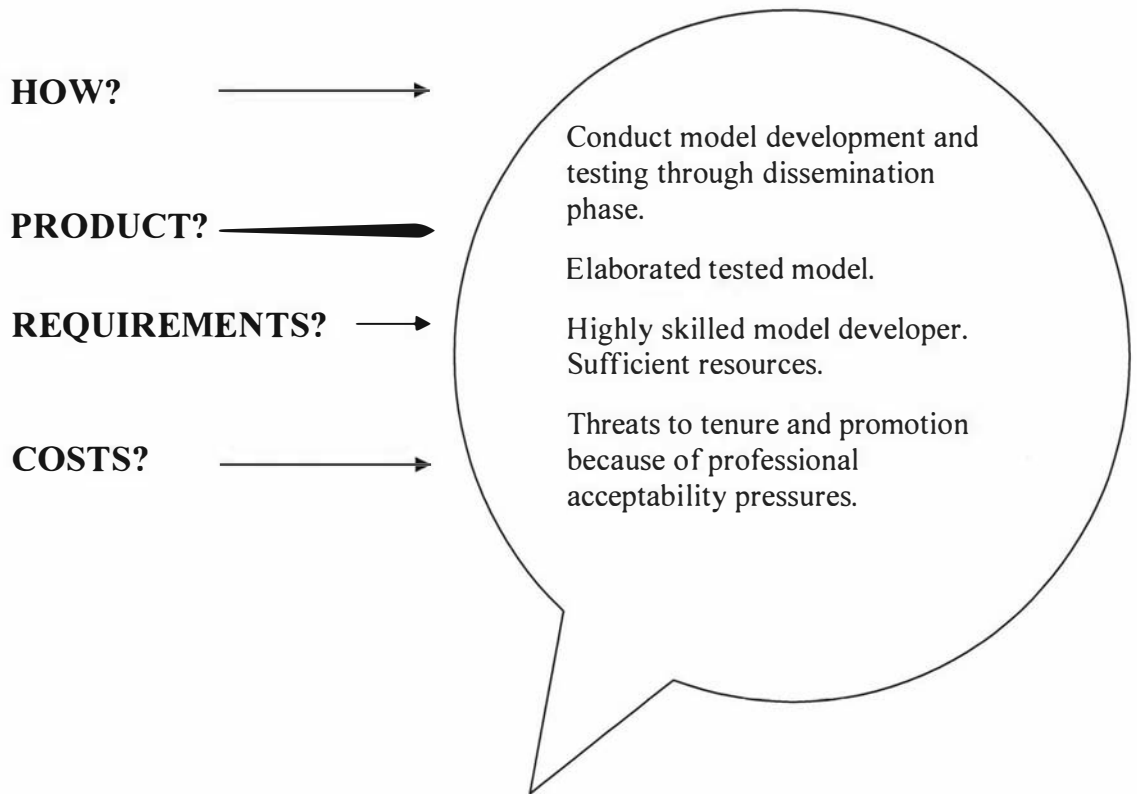 HOW?
Conduct model development and
testing through dissemination
phase.
PRODUCT?
Elaborated tested model.
REQUIREMENTS?
Highly skilled model developer.
Sufficient resources.
COSTS?
Threats to tenure and promotion
because of professional
acceptability pressures.